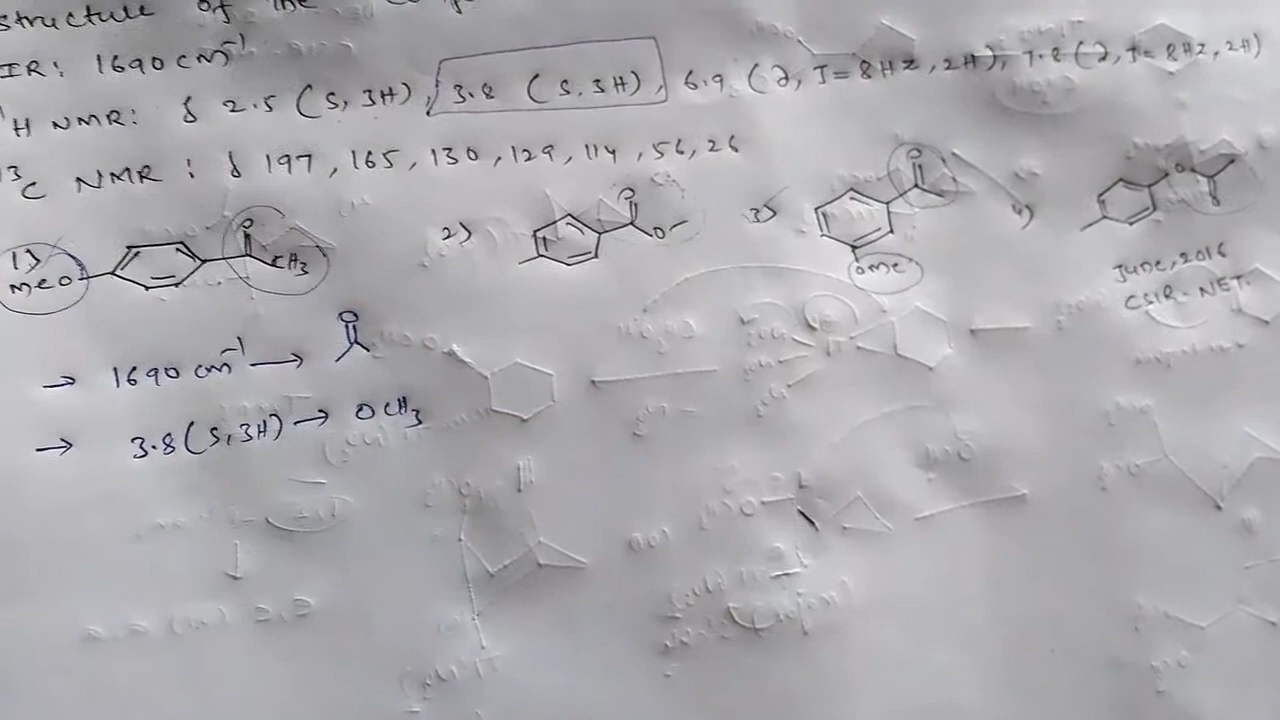 structure of the
IR: 1690 cm⁻¹
¹H NMR: δ 2.5 (s, 3H), 3.8 (s, 3H), 6.9 (d, J=8Hz, 2H), 7.8 (d, J=8Hz, 2H)
¹³C NMR: δ 197, 165, 130, 129, 114, 56, 26
1) MeO O CH3 2) O O- 3) O OMe 4) O O
June, 2016
CSIR-NET.
→ 1690 cm⁻¹ → O
→ 3.8 (s, 3H) → OCH3